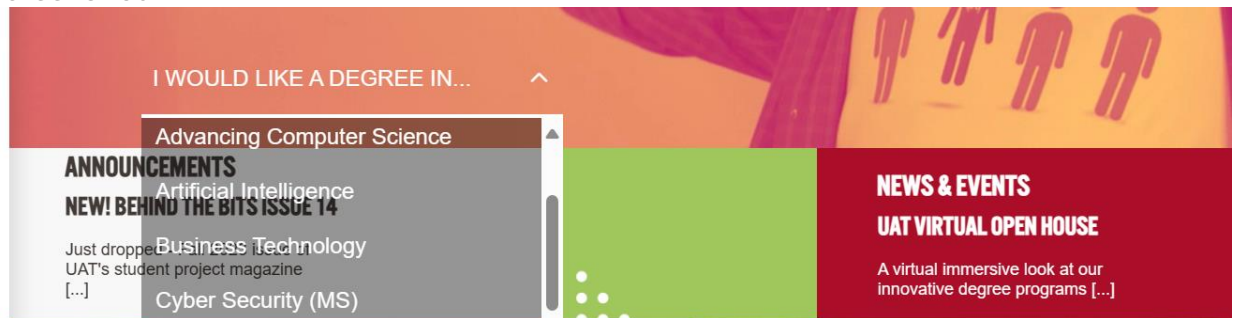 I WOULD LIKE A DEGREE IN...
Advancing Computer Science
Artificial Intelligence
Business Technology
Cyber Security (MS)
ANNOUNCEMENTS
NEW! BEHIND THE BITS ISSUE 14
Just dropped
issue of
UAT's student project magazine
[...]
NEWS & EVENTS
UAT VIRTUAL OPEN HOUSE
A virtual immersive look at our
innovative degree programs [...]